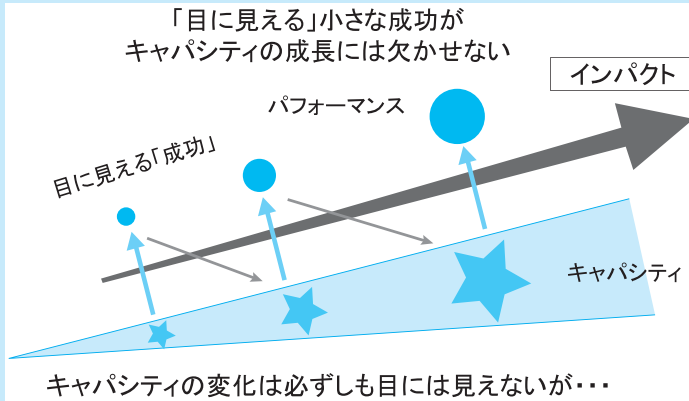 「目に見える」小さな成功が
キャパシティの成長には欠かせない
インパクト
パフォーマンス
目に見える「成功」
キャパシティ
キャパシティの変化は必ずしも目には見えないが・・・